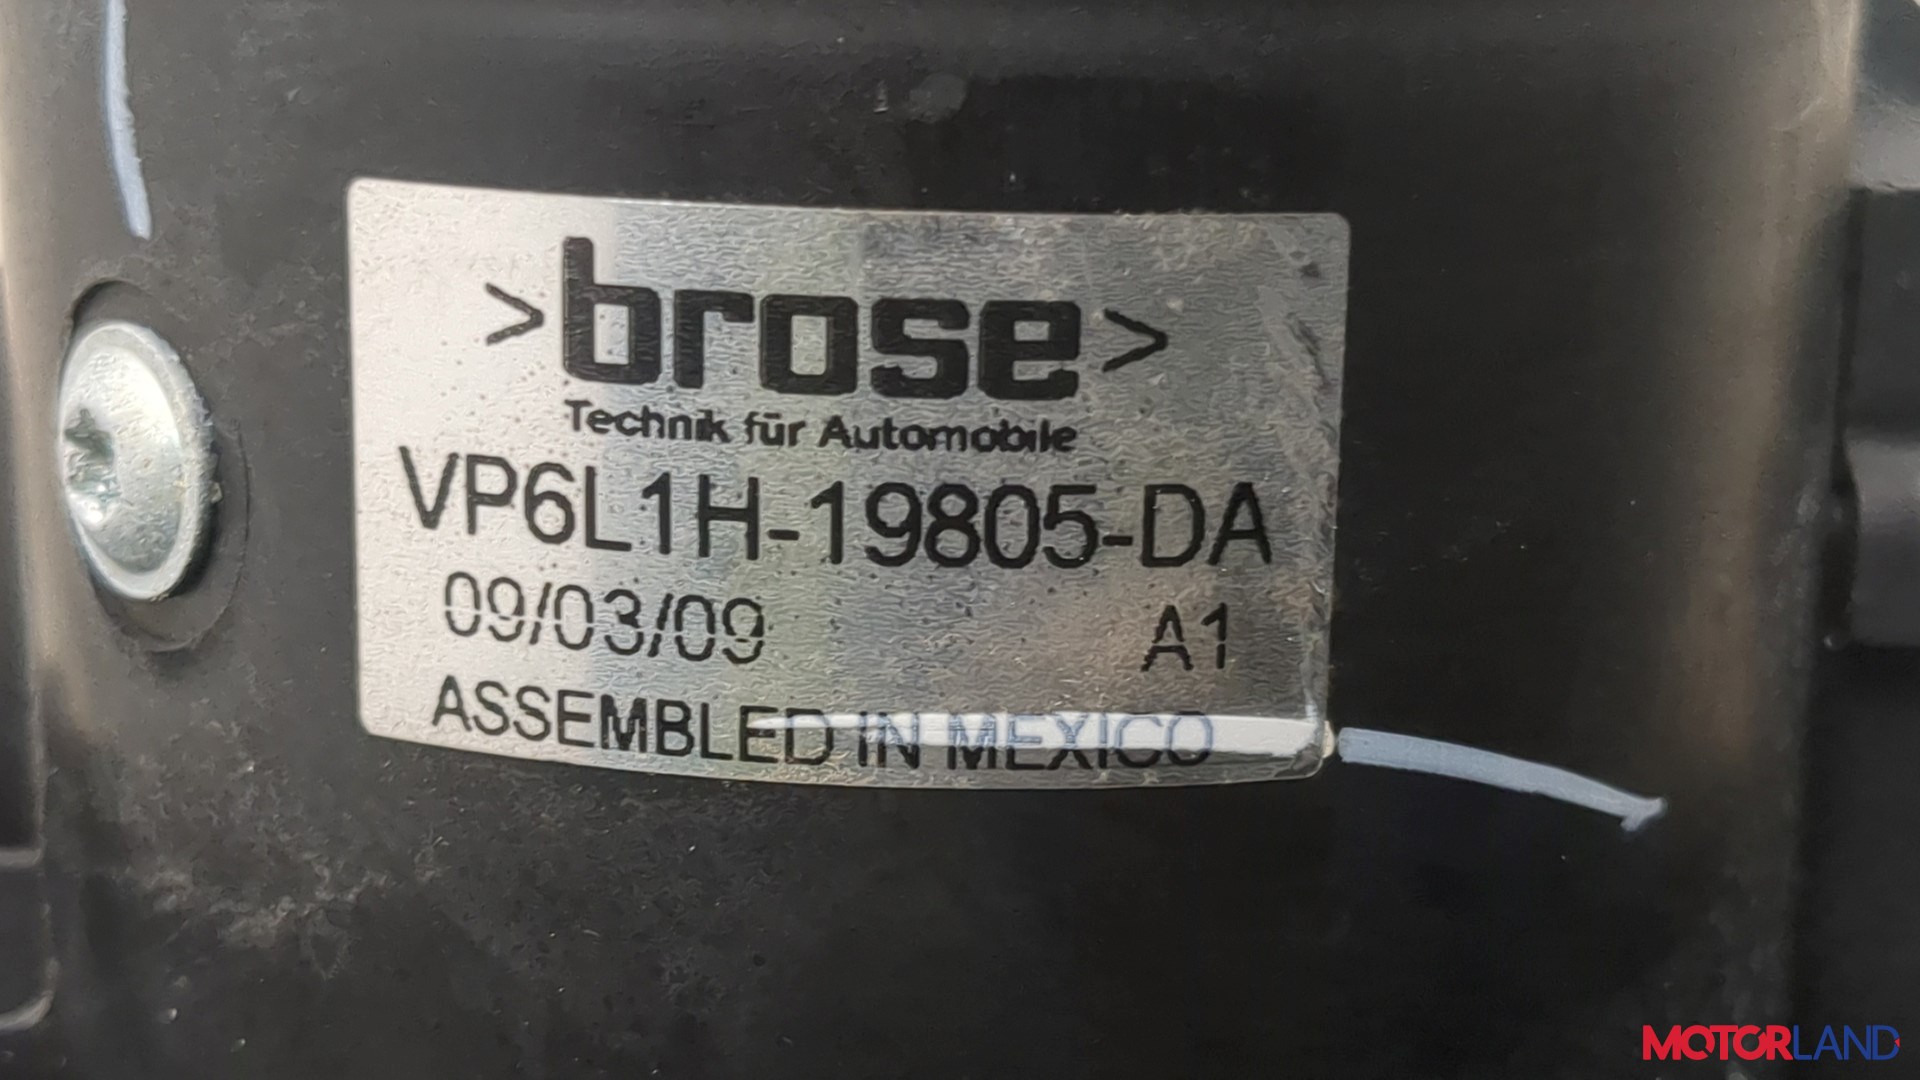 >brose>
Technik für Automobile
VP6L1H-19805-DA
09/03/09 A1
ASSEMBLED IN MEXICO
MOTORLAND